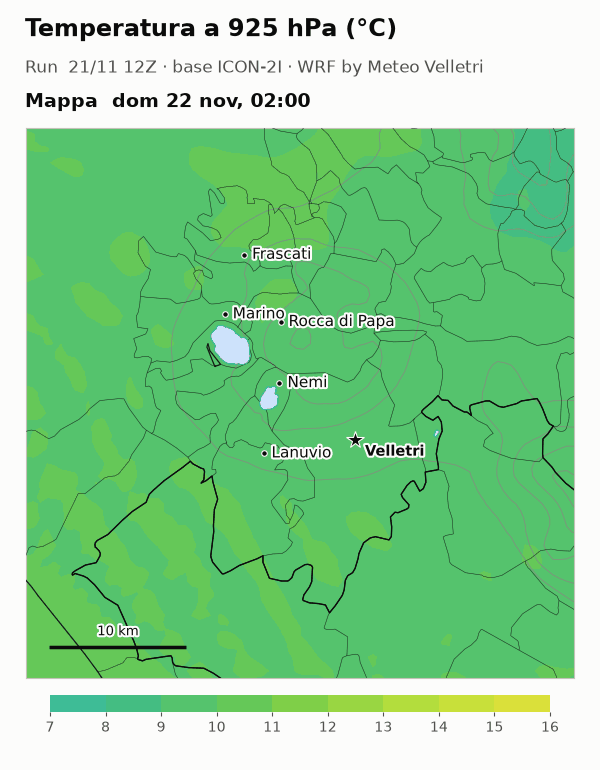 Temperatura a 925 hPa (°C)
Run  21/11 12Z · base ICON-2I · WRF by Meteo Velletri
Mappa  dom 22 nov, 02:00
Frascati
Marino
Rocca di Papa
Nemi
Velletri
Lanuvio
10 km
7 8 9 10 11 12 13 14 15 16